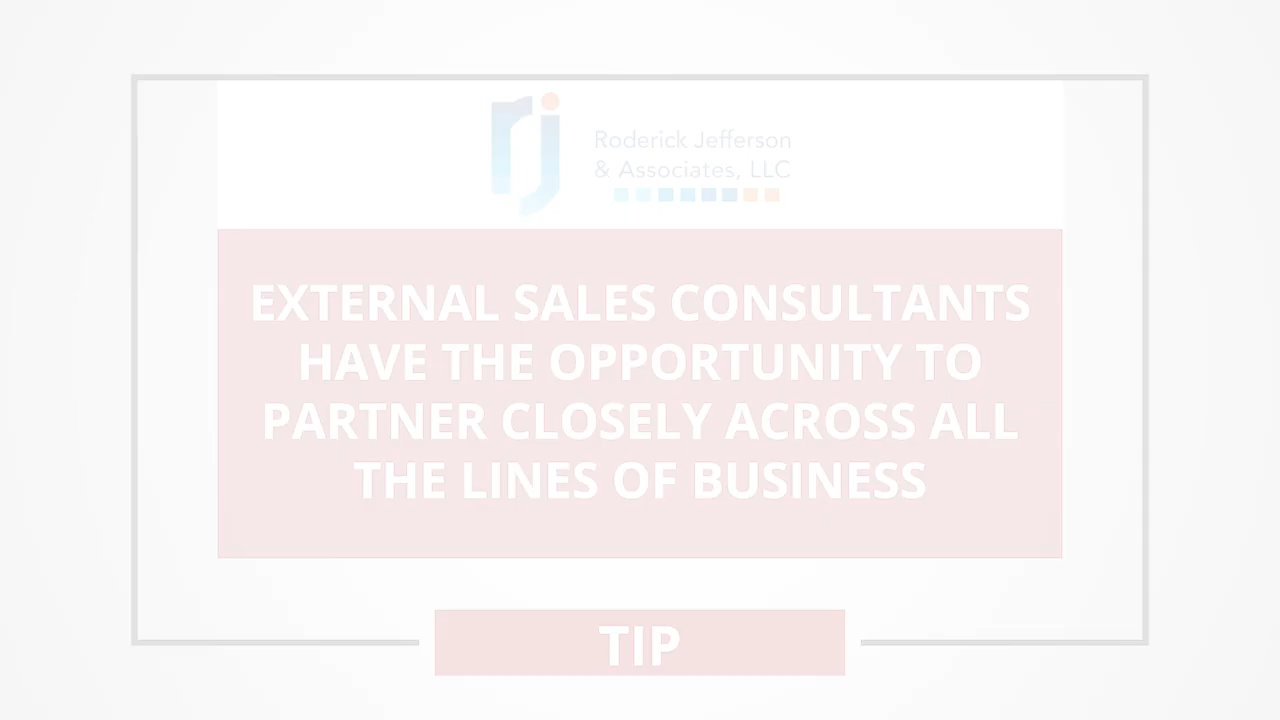 rj
Roderick Jefferson
& Associates, LLC
EXTERNAL SALES CONSULTANTS
HAVE THE OPPORTUNITY TO
PARTNER CLOSELY ACROSS ALL
THE LINES OF BUSINESS
TIP